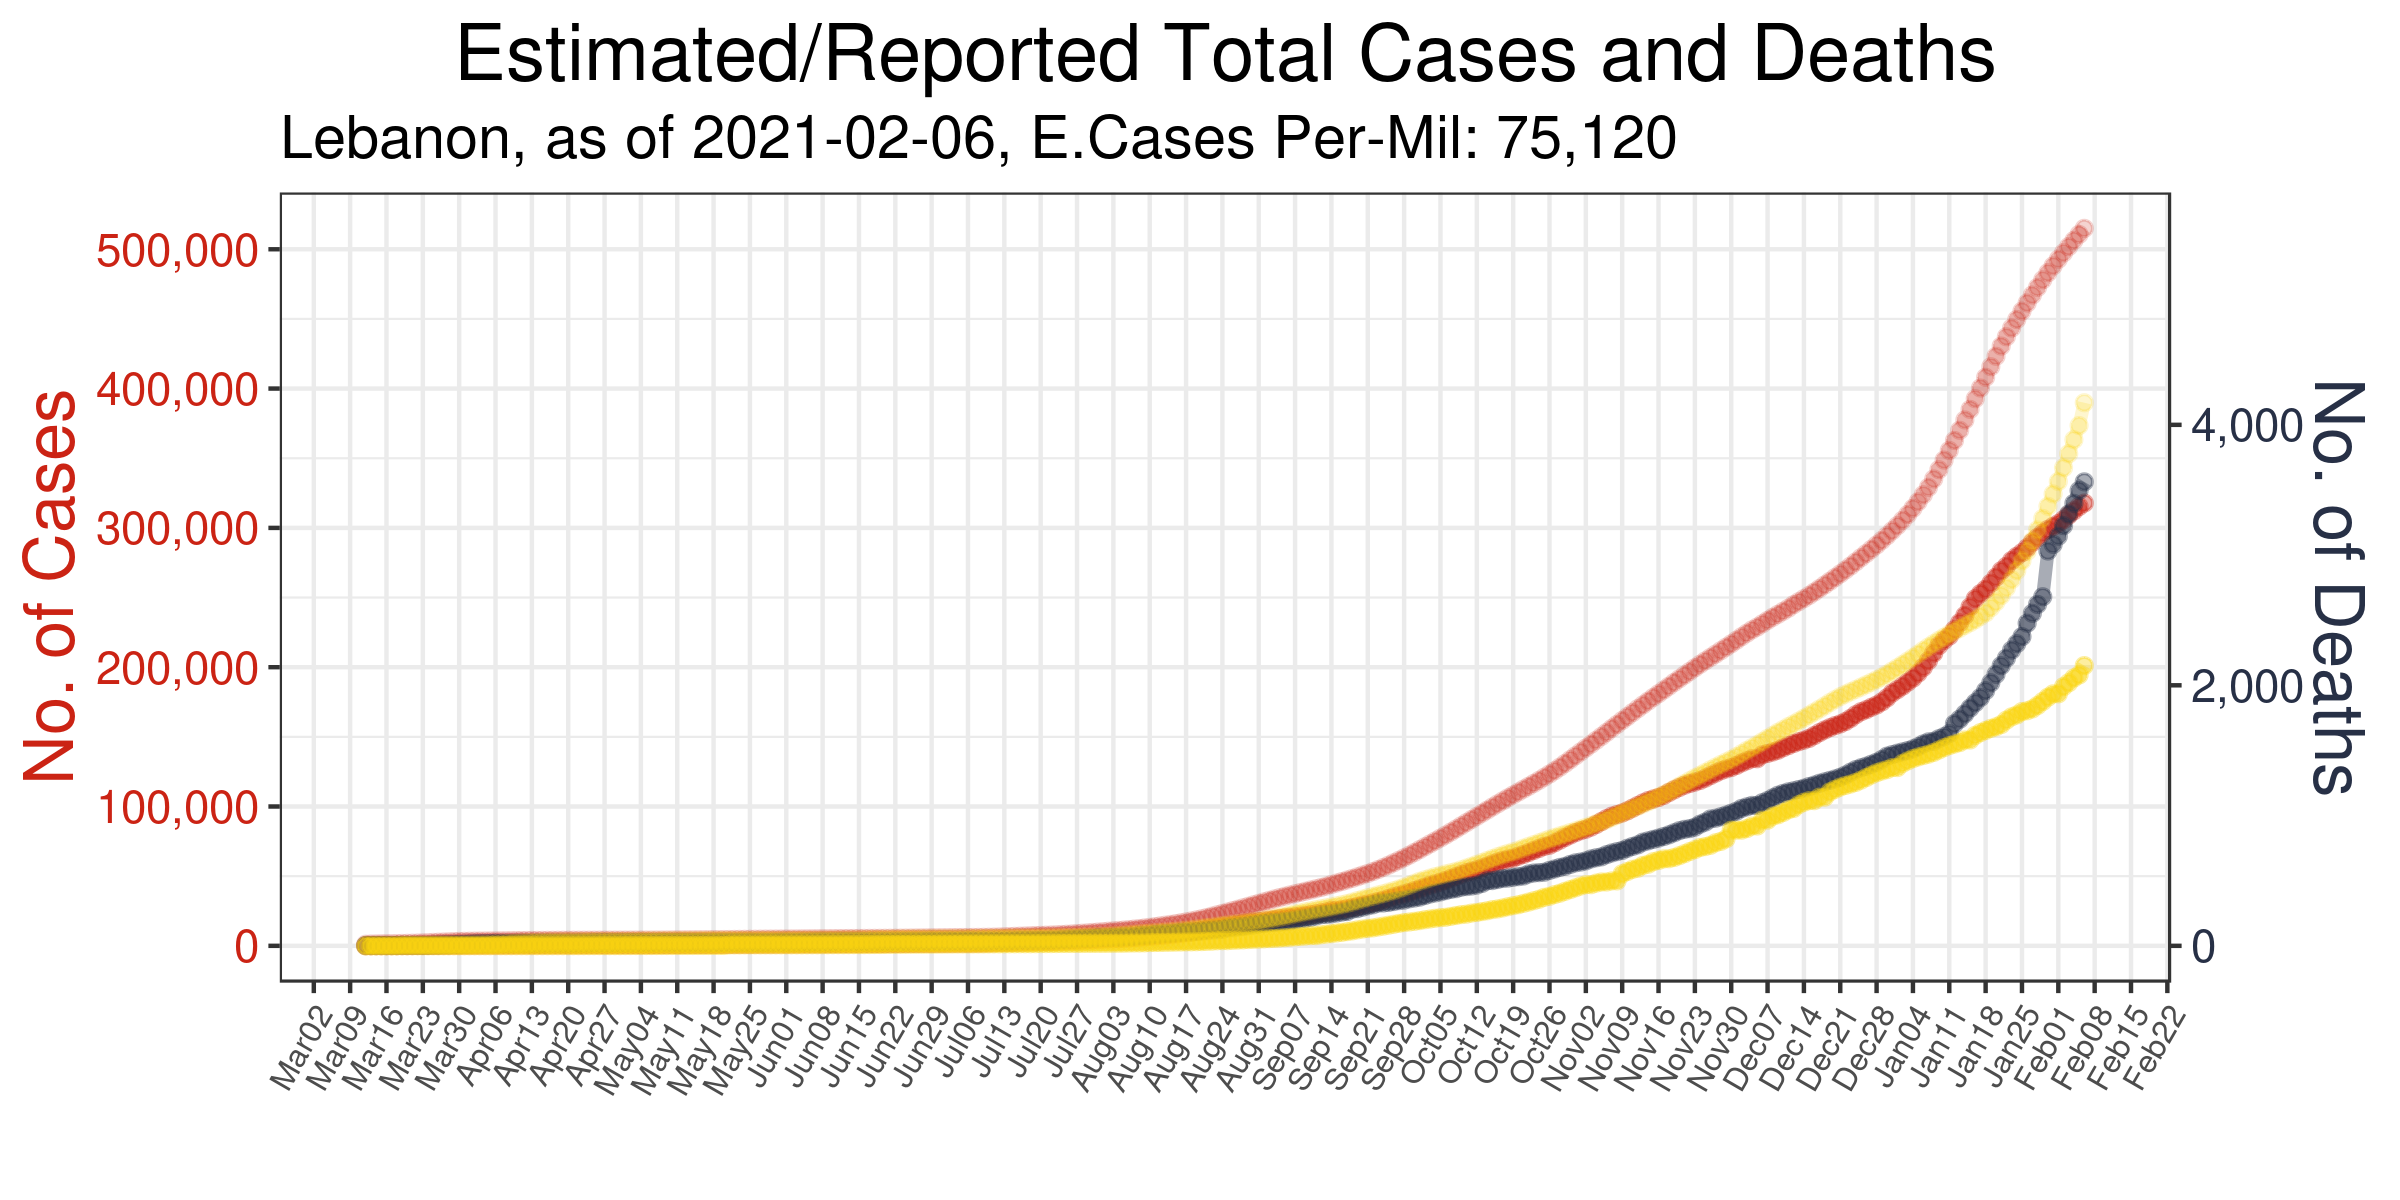 Estimated/Reported Total Cases and Deaths
Lebanon, as of 2021-02-06, E.Cases Per-Mil: 75,120
No. of Cases
500,000
400,000
300,000
200,000
100,000
0
4,000
2,000
0
No. of Deaths
Mar02
Mar09
Mar16
Mar23
Mar30
Apr06
Apr13
Apr20
Apr27
May04
May11
May18
May25
Jun01
Jun08
Jun15
Jun22
Jun29
Jul06
Jul13
Jul20
Jul27
Aug03
Aug10
Aug17
Aug24
Aug31
Sep07
Sep14
Sep21
Sep28
Oct05
Oct12
Oct19
Oct26
Nov02
Nov09
Nov16
Nov23
Nov30
Dec07
Dec14
Dec21
Dec28
Jan04
Jan11
Jan18
Jan25
Feb01
Feb08
Feb15
Feb22